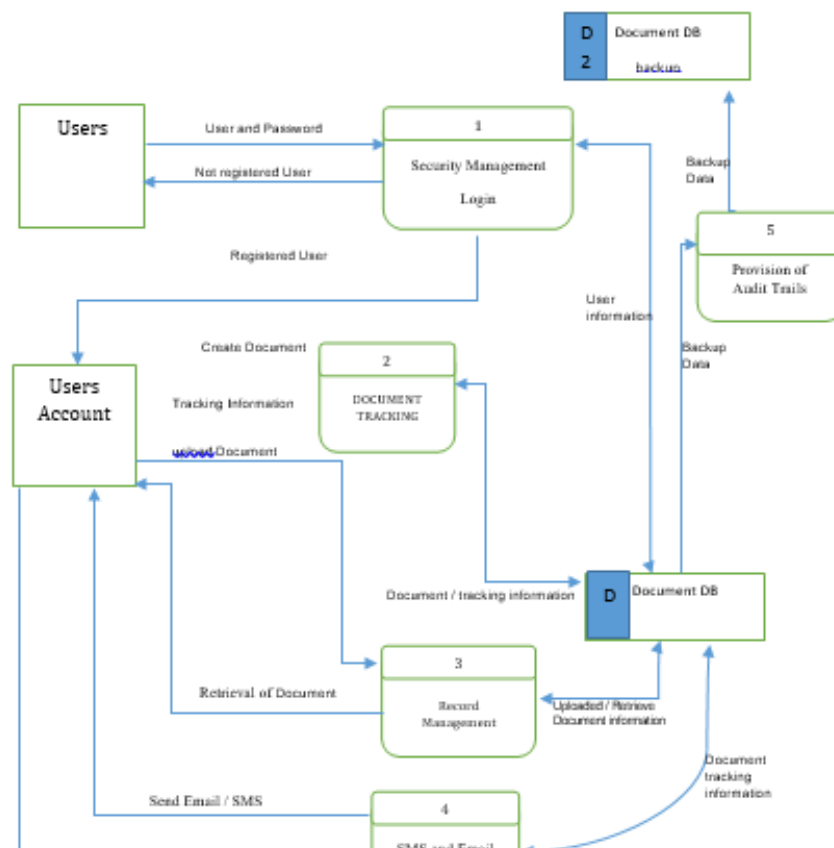 D
2
Document DB
backup
Users
User and Password
1
Security Management
Login
Not registered User
Backup
Data
5
Provision of
Audit Trails
Registered User
User
information
Create Document
2
DOCUMENT
TRACKING
Backup
Data
Users
Account
Tracking Information
upload Document
Document / tracking information
D
Document DB
3
Record
Management
Retrieval of Document
Uploaded / Retrieve
Document information
Document
tracking
information
Send Email / SMS
4
SMS and Email